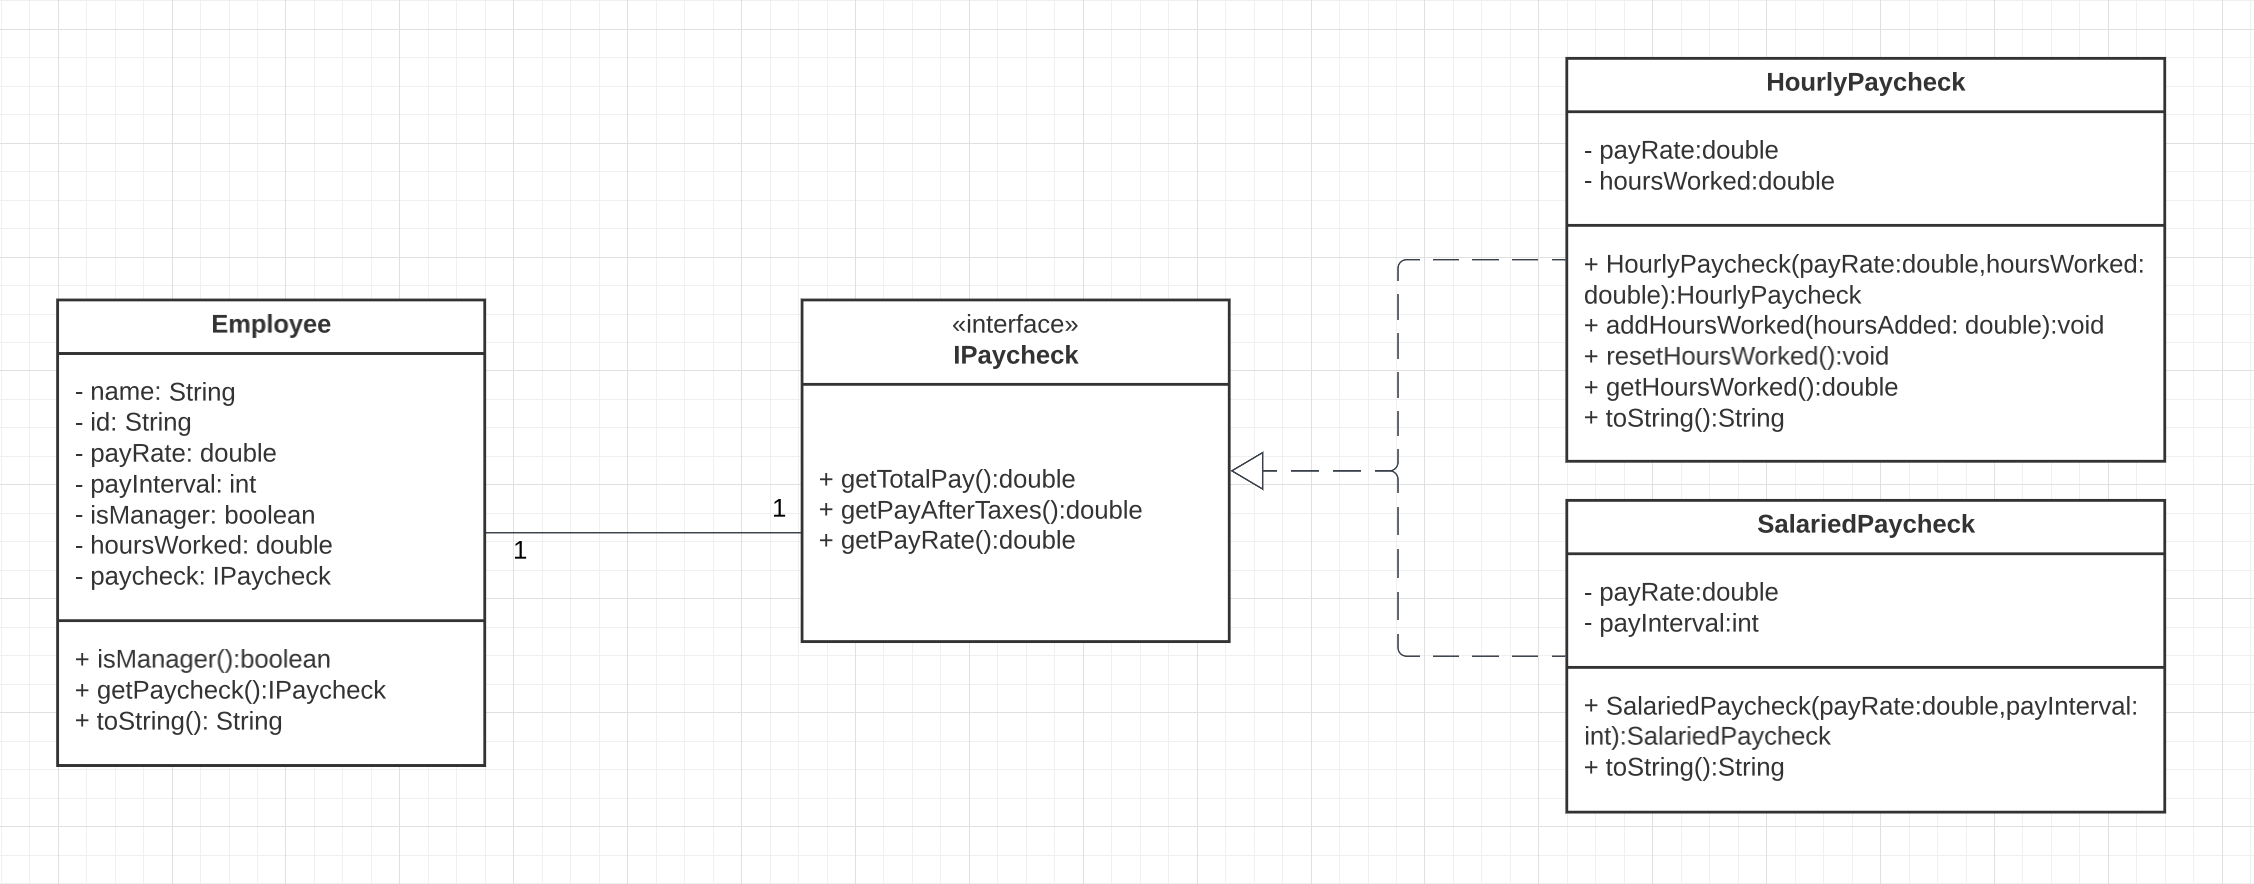 Employee
- name: String
- id: String
- payRate: double
- payInterval: int
- isManager: boolean
- hoursWorked: double
- paycheck: IPaycheck
+ isManager():boolean
+ getPaycheck():IPaycheck
+ toString(): String
1
1
«interface»
IPaycheck
+ getTotalPay():double
+ getPayAfterTaxes():double
+ getPayRate():double
HourlyPaycheck
- payRate:double
- hoursWorked:double
+ HourlyPaycheck(payRate:double,hoursWorked:
double):HourlyPaycheck
+ addHoursWorked(hoursAdded: double):void
+ resetHoursWorked():void
+ getHoursWorked():double
+ toString():String
SalariedPaycheck
- payRate:double
- payInterval:int
+ SalariedPaycheck(payRate:double,payInterval:
int):SalariedPaycheck
+ toString():String